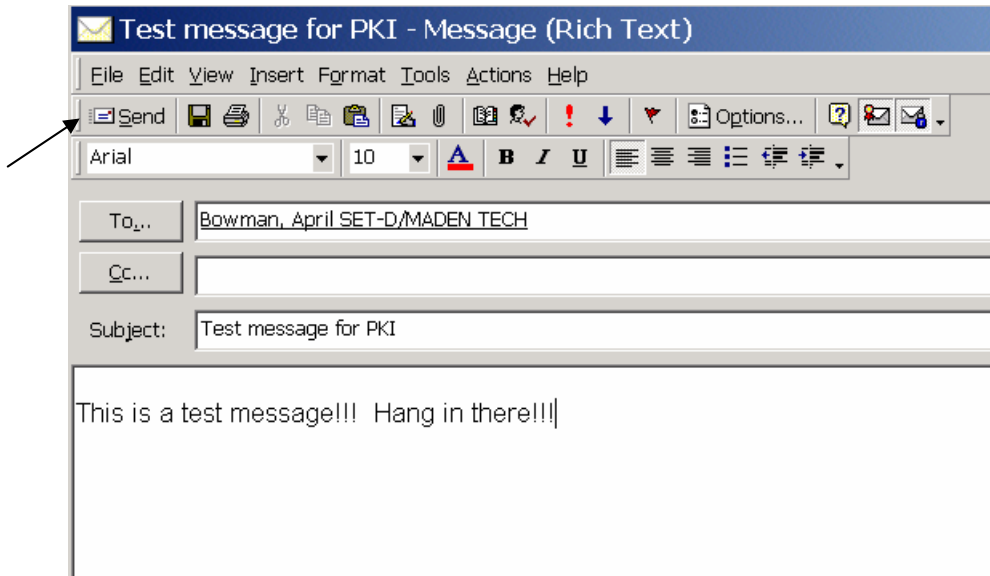 Test message for PKI - Message (Rich Text)
File Edit View Insert Format Tools Actions Help
Send Options...
Arial 10 A B I U
To... Bowman, April SET-D/MADEN TECH
Cc...
Subject: Test message for PKI
This is a test message!!! Hang in there!!!